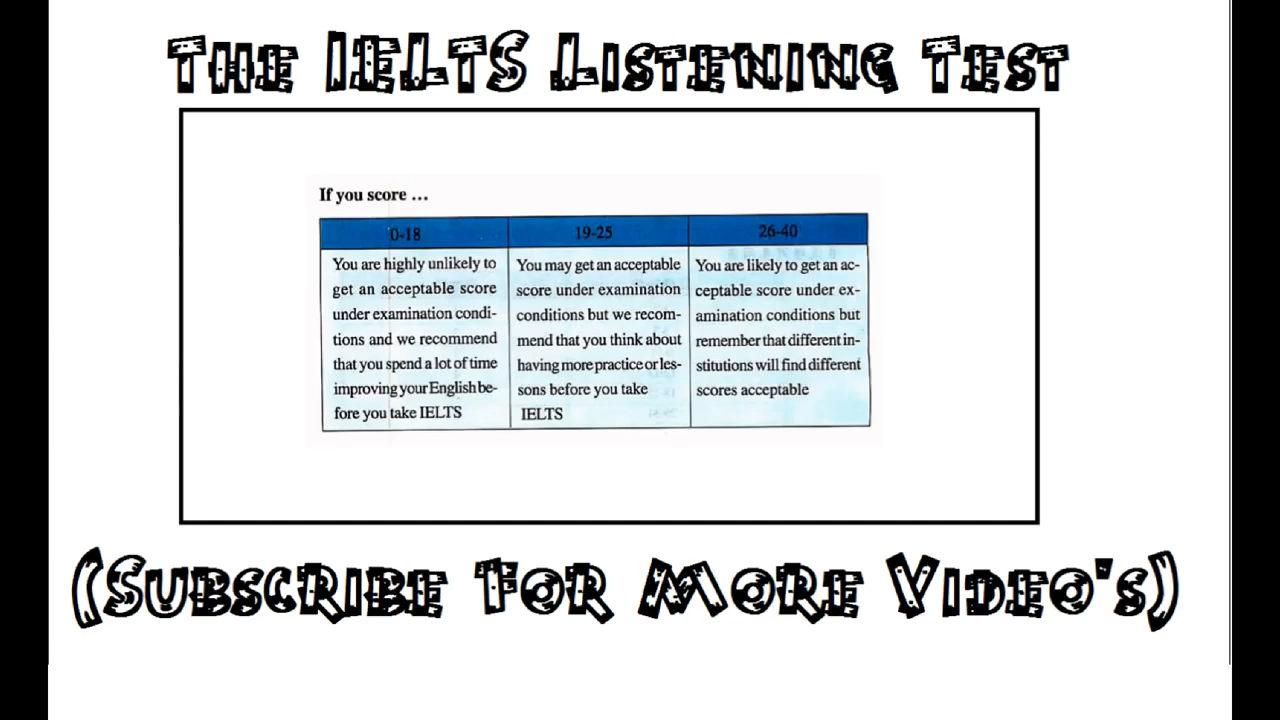 The IELTS Listening Test
If you score ...
0-18
You are highly unlikely to
get an acceptable score
under examination condi-
tions and we recommend
that you spend a lot of time
improving your English be-
fore you take IELTS
19-25
You may get an acceptable
score under examination
conditions but we recom-
mend that you think about
having more practice or les-
sons before you take
IELTS
26-40
You are likely to get an ac-
ceptable score under ex-
amination conditions but
remember that different in-
stitutions will find different
scores acceptable
(Subscribe For More Video's)